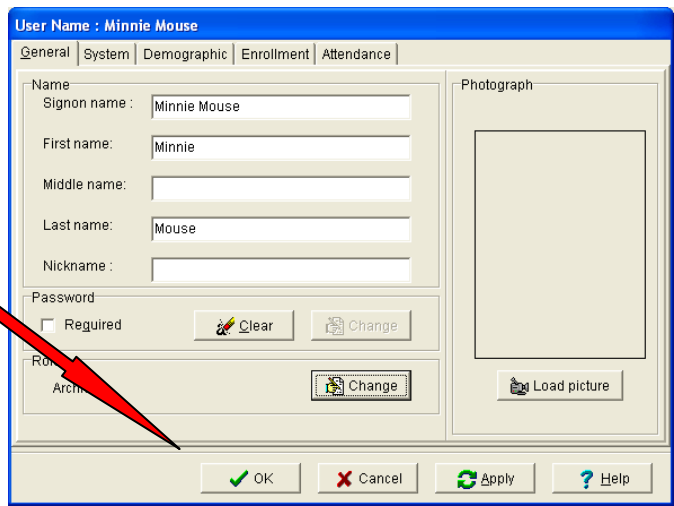 User Name : Minnie Mouse
General System Demographic Enrollment Attendance
Name
Signon name : Minnie Mouse
First name: Minnie
Middle name:
Last name: Mouse
Nickname :
Photograph
Password
Required Clear Change
Change
Load picture
OK Cancel Apply Help